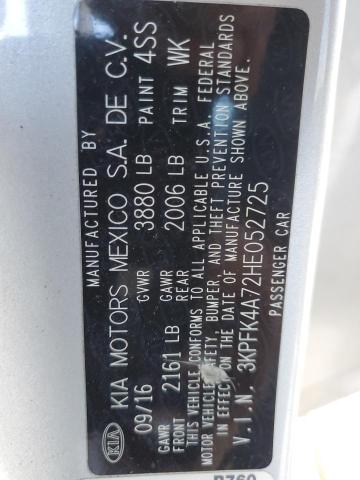 MANUFACTURED BY
KIA KIA MOTORS MEXICO S.A. DE C.V.
09/16 GVWR 3880 LB PAINT 4SS
GAWR FRONT 2161 LB GAWR REAR 2006 LB TRIM WK
THIS VEHICLE CONFORMS TO ALL APPLICABLE U.S.A. FEDERAL
MOTOR VEHICLE SAFETY, BUMPER, AND THEFT PREVENTION STANDARDS
IN EFFECT ON THE DATE OF MANUFACTURE SHOWN ABOVE.
V.I.N. 3KPFK4A72HE052725
PASSENGER CAR